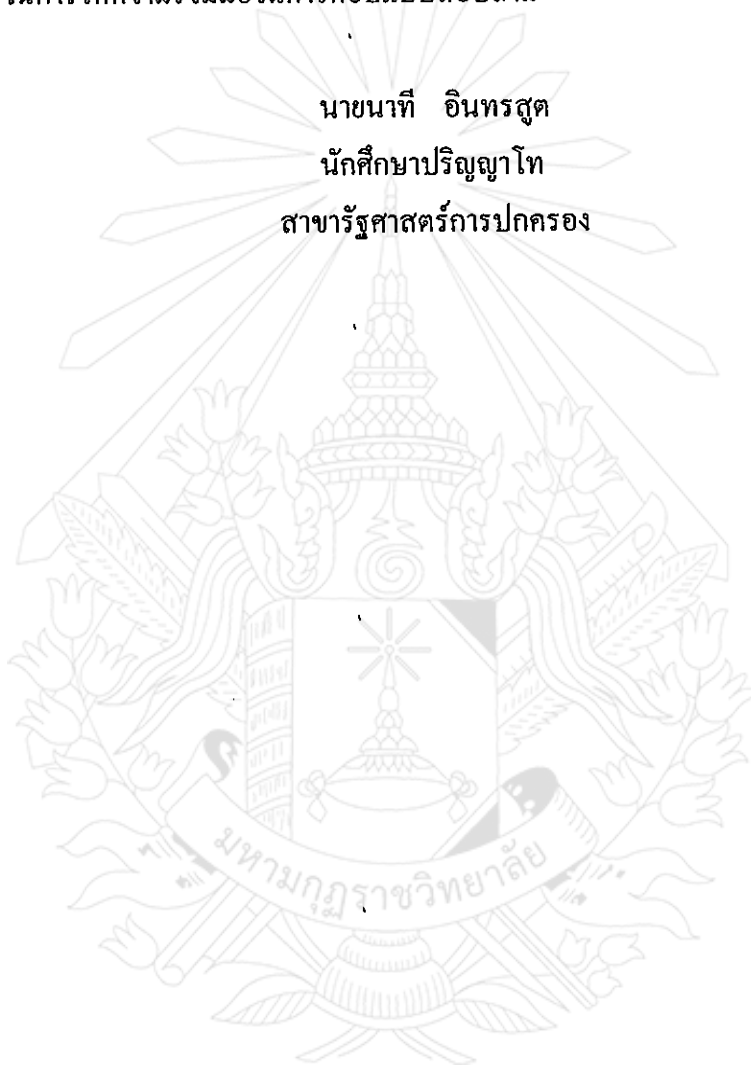 นายนาที อินทรสูต
นักศึกษาปริญญาโท
สาขารัฐศาสตร์การปกครอง
มหามกุฏราชวิทยาลัย